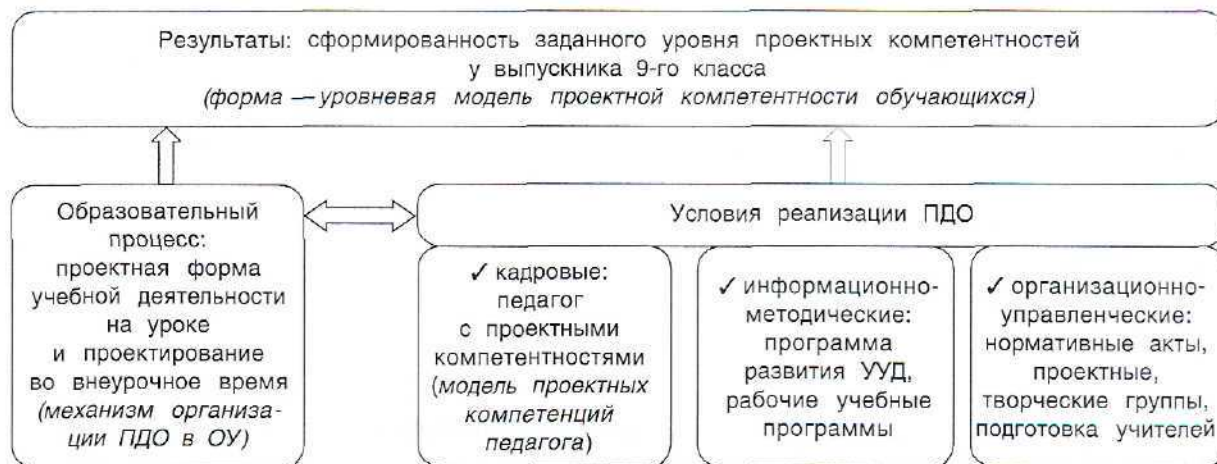 Результаты: сформированность заданного уровня проектных компетентностей
у выпускника 9-го класса
(форма — уровневая модель проектной компетентности обучающихся)
Образовательный
процесс:
проектная форма
учебной деятельности
на уроке
и проектирование
во внеурочное время
(механизм организа-
ции ПДО в ОУ)
Условия реализации ПДО
✓ кадровые:
педагог
с проектными
компетентностями
(модель проектных
компетенций
педагога)
✓ информационно-
методические:
программа
развития УУД,
рабочие учебные
программы
✓ организационно-
управленческие:
нормативные акты,
проектные,
творческие группы,
подготовка учителей